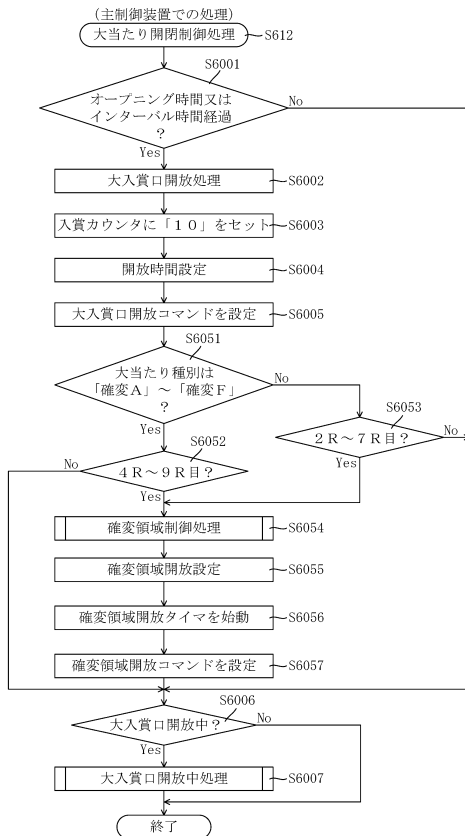 (主制御装置での処理)
大当たり開閉制御処理
S612
S6001
オープニング時間又は
インターバル時間経過
?
No
Yes
大入賞口開放処理
S6002
入賞カウンタに「10」をセット
S6003
開放時間設定
S6004
大入賞口開放コマンドを設定
S6005
S6051
大当たり種別は
「確変A」~「確変F」
?
No
Yes
S6053
2R~7R目?
No
Yes
S6052
4R~9R目?
No
Yes
確変領域制御処理
S6054
確変領域開放設定
S6055
確変領域開放タイマを始動
S6056
確変領域開放コマンドを設定
S6057
S6006
大入賞口開放中?
No
Yes
大入賞口開放中処理
S6007
終了